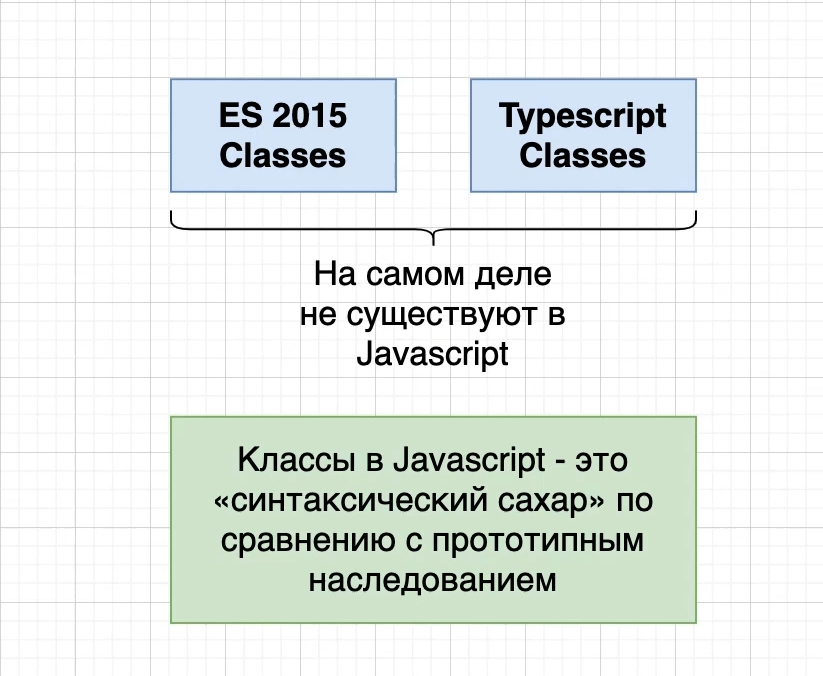 ES 2015
Classes
Typescript
Classes
На самом деле
не существуют в
Javascript
Классы в Javascript - это
«синтаксический сахар» по
сравнению с прототипным
наследованием